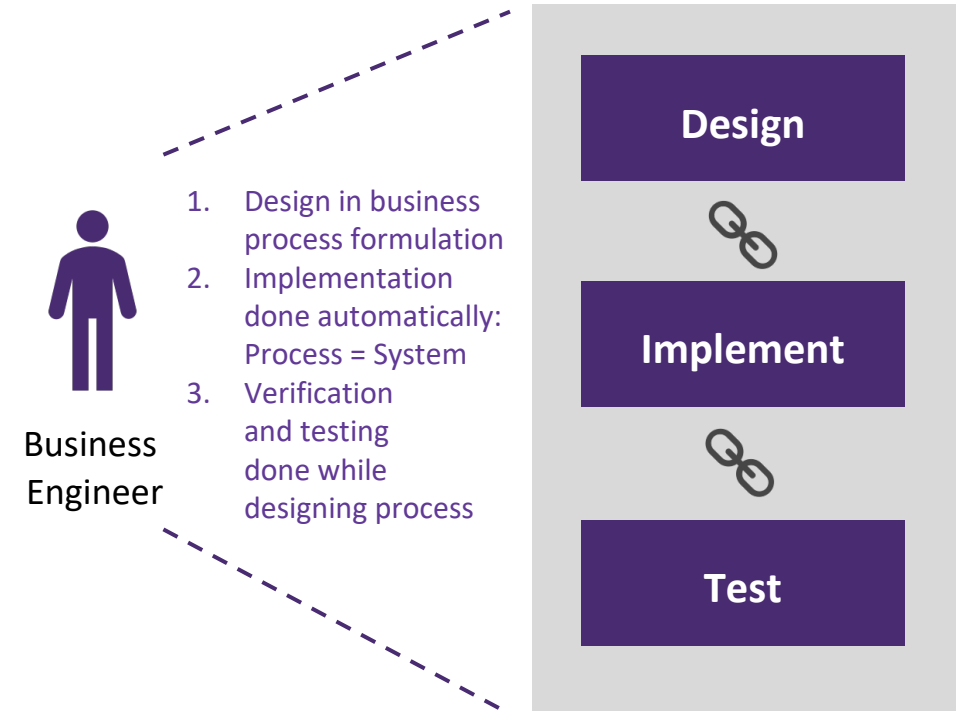 Design
1. Design in business
process formulation
2. Implementation
done automatically:
Process = System
3. Verification
and testing
done while
designing process
Implement
Business
Engineer
Test